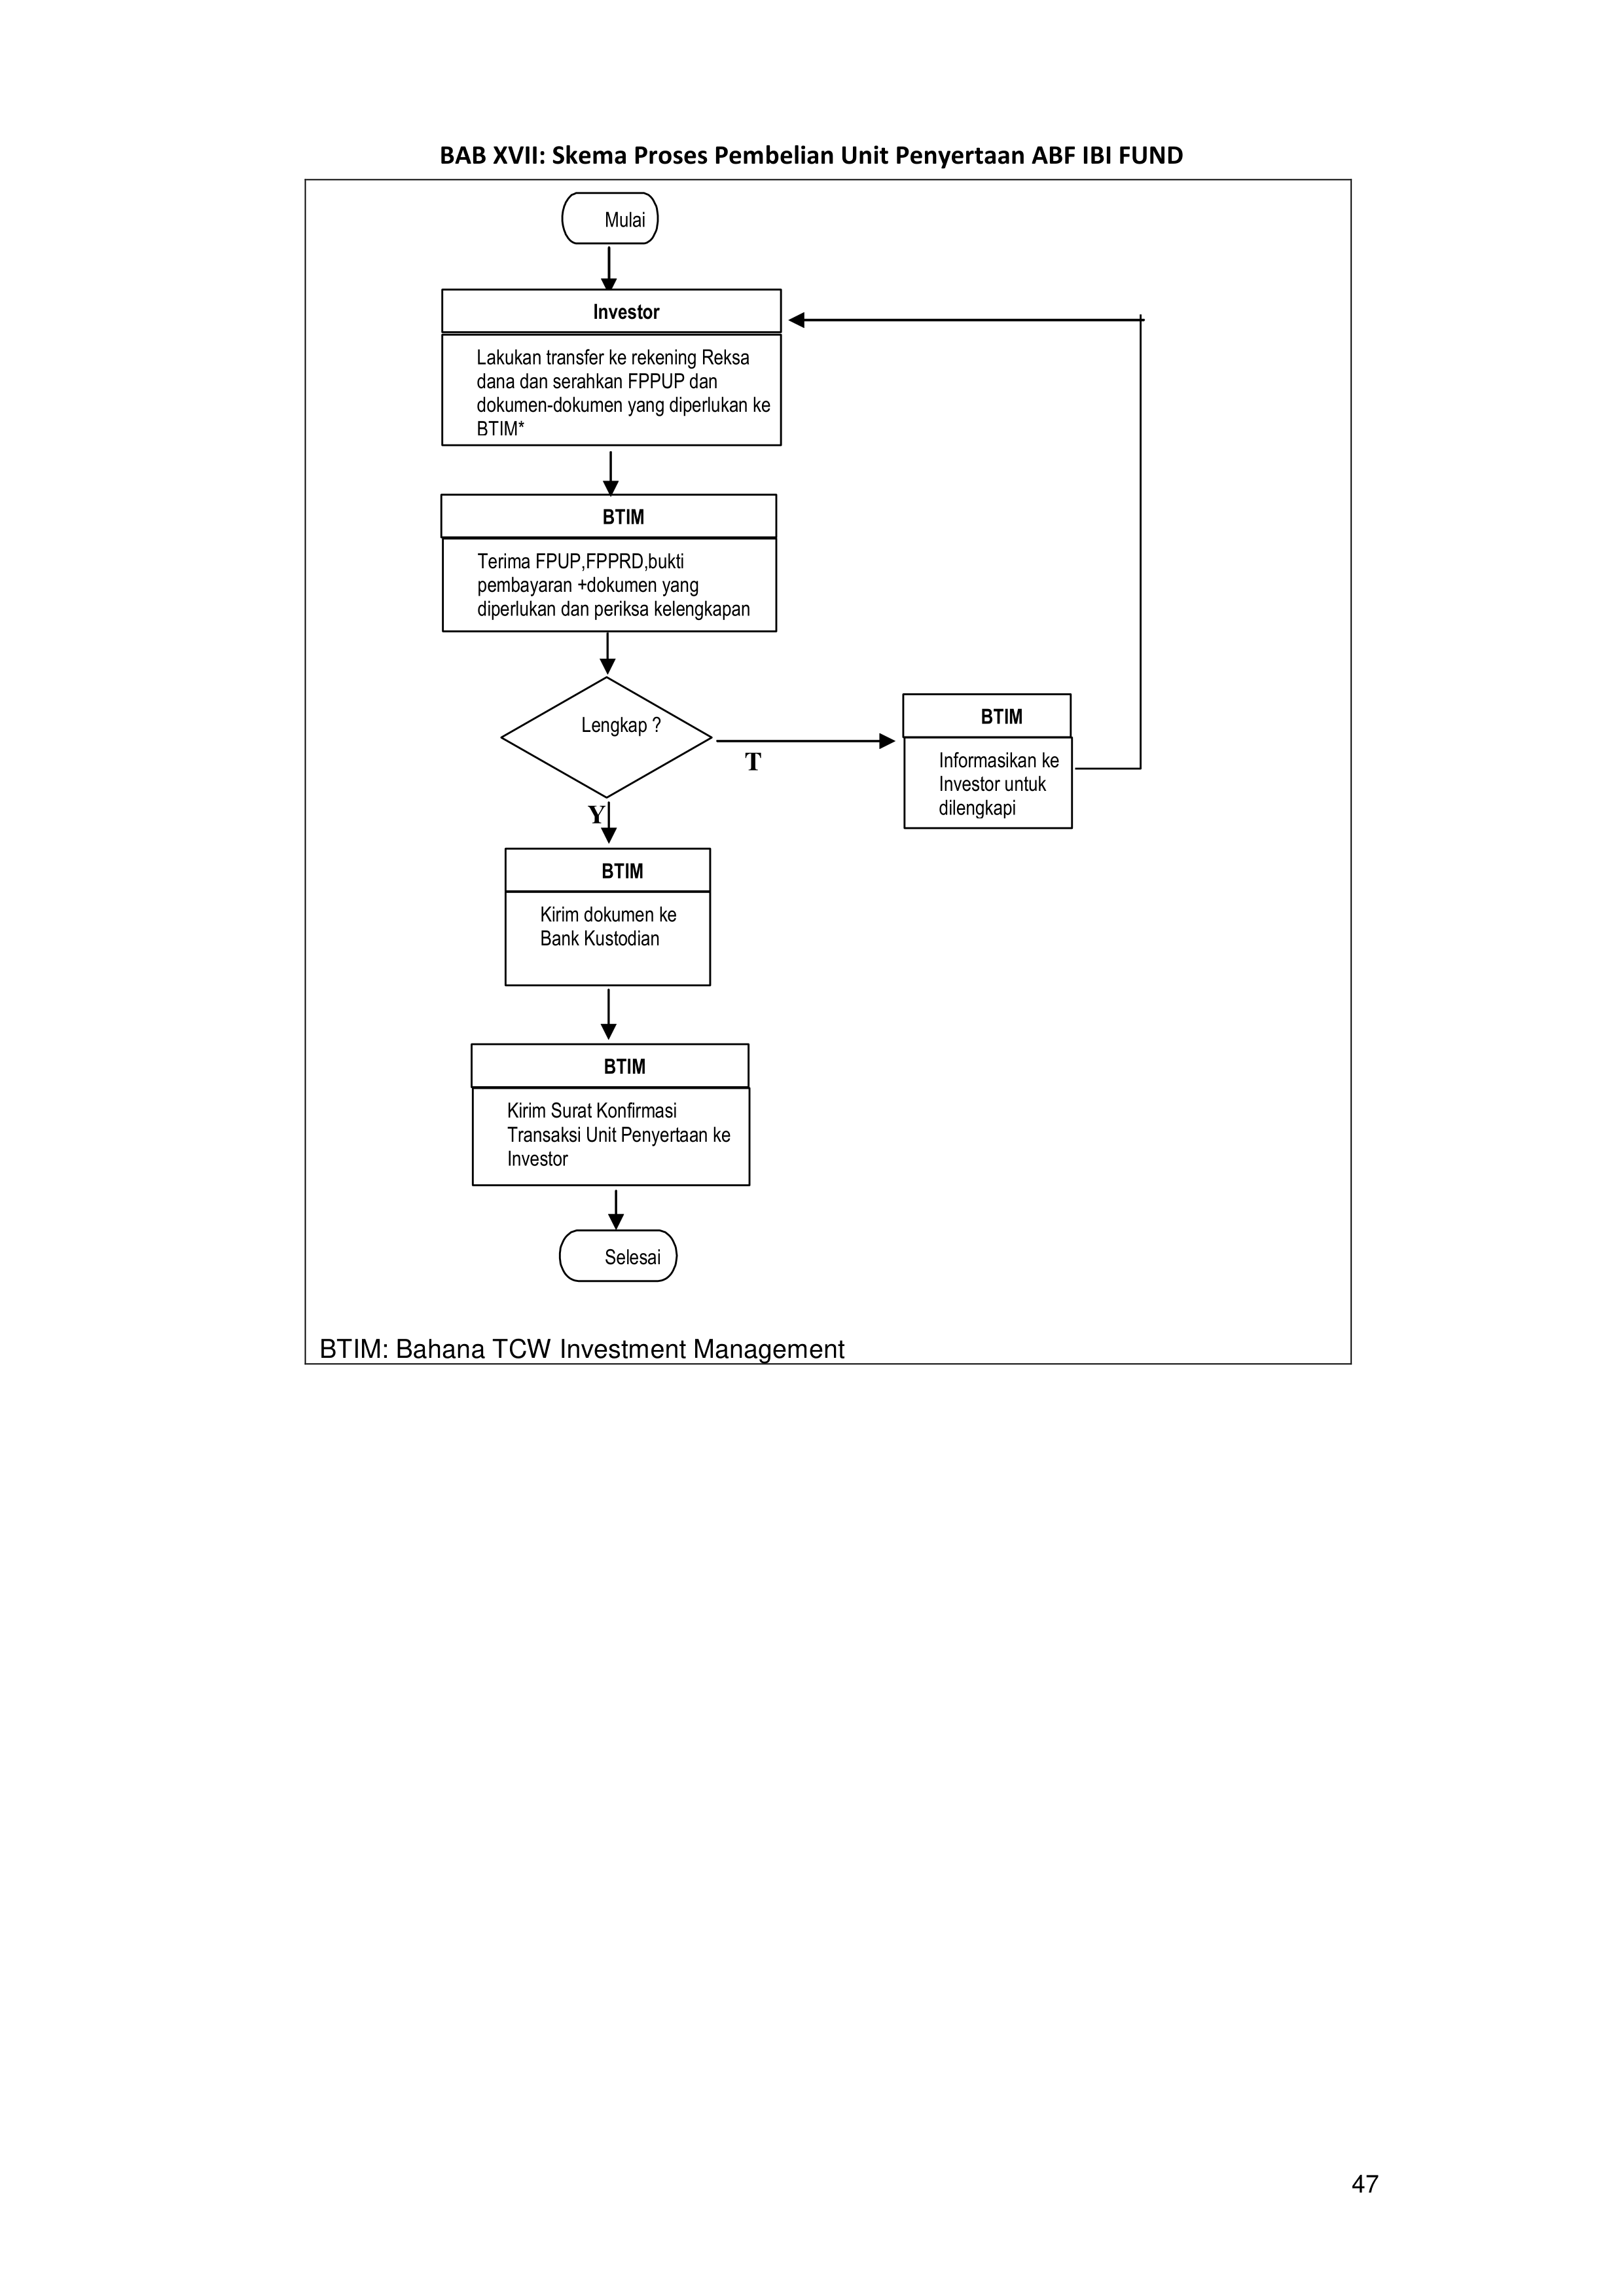 BAB XVII: Skema Proses Pembelian Unit Penyertaan ABF IBI FUND
Mulai
Investor
Lakukan transfer ke rekening Reksa
dana dan serahkan FPPUP dan
dokumen-dokumen yang diperlukan ke
BTIM*
BTIM
Terima FPUP,FPPRD,bukti
pembayaran +dokumen yang
diperlukan dan periksa kelengkapan
Lengkap ?
T
BTIM
Informasikan ke
Investor untuk
dilengkapi
Y
BTIM
Kirim dokumen ke
Bank Kustodian
BTIM
Kirim Surat Konfirmasi
Transaksi Unit Penyertaan ke
Investor
Selesai
BTIM: Bahana TCW Investment Management
47